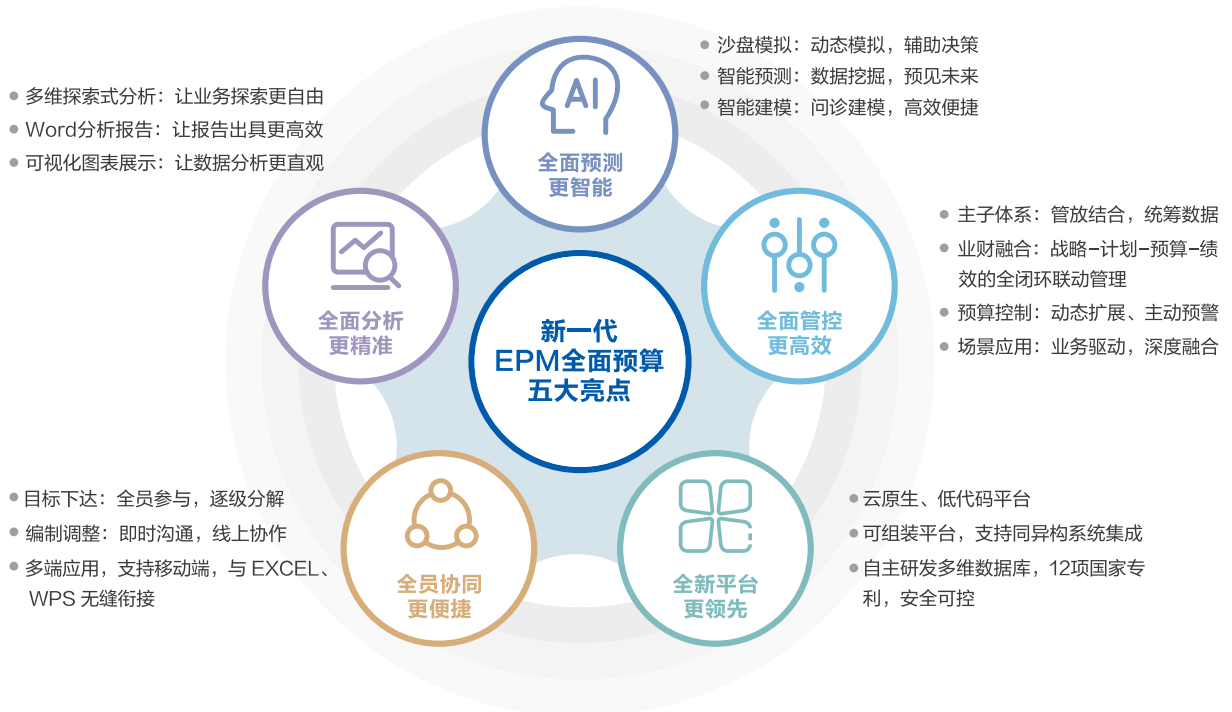 新一代
EPM全面预算
五大亮点
全面预测
更智能
沙盘模拟：动态模拟，辅助决策
智能预测：数据挖掘，预见未来
智能建模：问诊建模，高效便捷
全面管控
更高效
主子体系：管放结合，统筹数据
业财融合：战略-计划-预算-绩
效的全闭环联动管理
预算控制：动态扩展、主动预警
场景应用：业务驱动，深度融合
全新平台
更领先
云原生、低代码平台
可组装平台，支持同异构系统集成
自主研发多维数据库，12项国家专
利，安全可控
全员协同
更便捷
目标下达：全员参与，逐级分解
编制调整：即时沟通，线上协作
多端应用，支持移动端，与 EXCEL、
WPS 无缝衔接
全面分析
更精准
多维探索式分析：让业务探索更自由
Word分析报告：让报告出具更高效
可视化图表展示：让数据分析更直观
AI